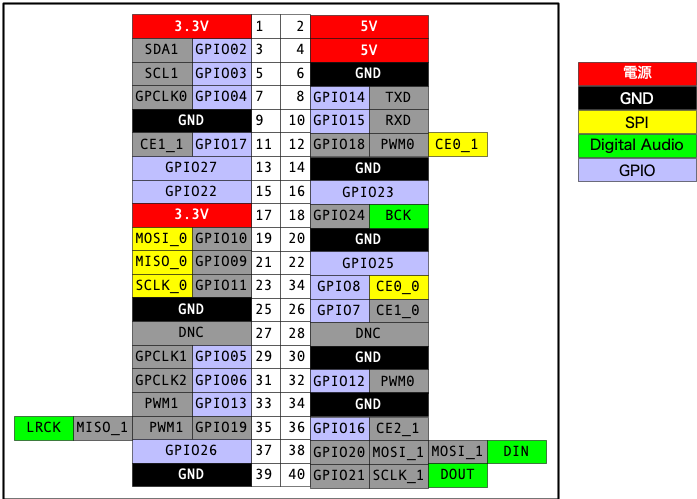 3.3V 1 2 5V
SDA1 GPIO02 3 4 5V
SCL1 GPIO03 5 6 GND
GPCLK0 GPIO04 7 8 GPIO14 TXD
GND 9 10 GPIO15 RXD
CE1_1 GPIO17 11 12 GPIO18 PWM0 CE0_1
GPIO27 13 14 GND
GPIO22 15 16 GPIO23
3.3V 17 18 GPIO24 BCK
MOSI_0 GPIO10 19 20 GND
MISO_0 GPIO09 21 22 GPIO25
SCLK_0 GPIO11 23 34 GPIO8 CE0_0
GND 25 26 GPIO7 CE1_0
DNC 27 28 DNC
GPCLK1 GPIO05 29 30 GND
GPCLK2 GPIO06 31 32 GPIO12 PWM0
PWM1 GPIO13 33 34 GND
LRCK MISO_1 PWM1 GPIO19 35 36 GPIO16 CE2_1
GPIO26 37 38 GPIO20 MOSI_1 MOSI_1 DIN
GND 39 40 GPIO21 SCLK_1 DOUT
電源
GND
SPI
Digital Audio
GPIO